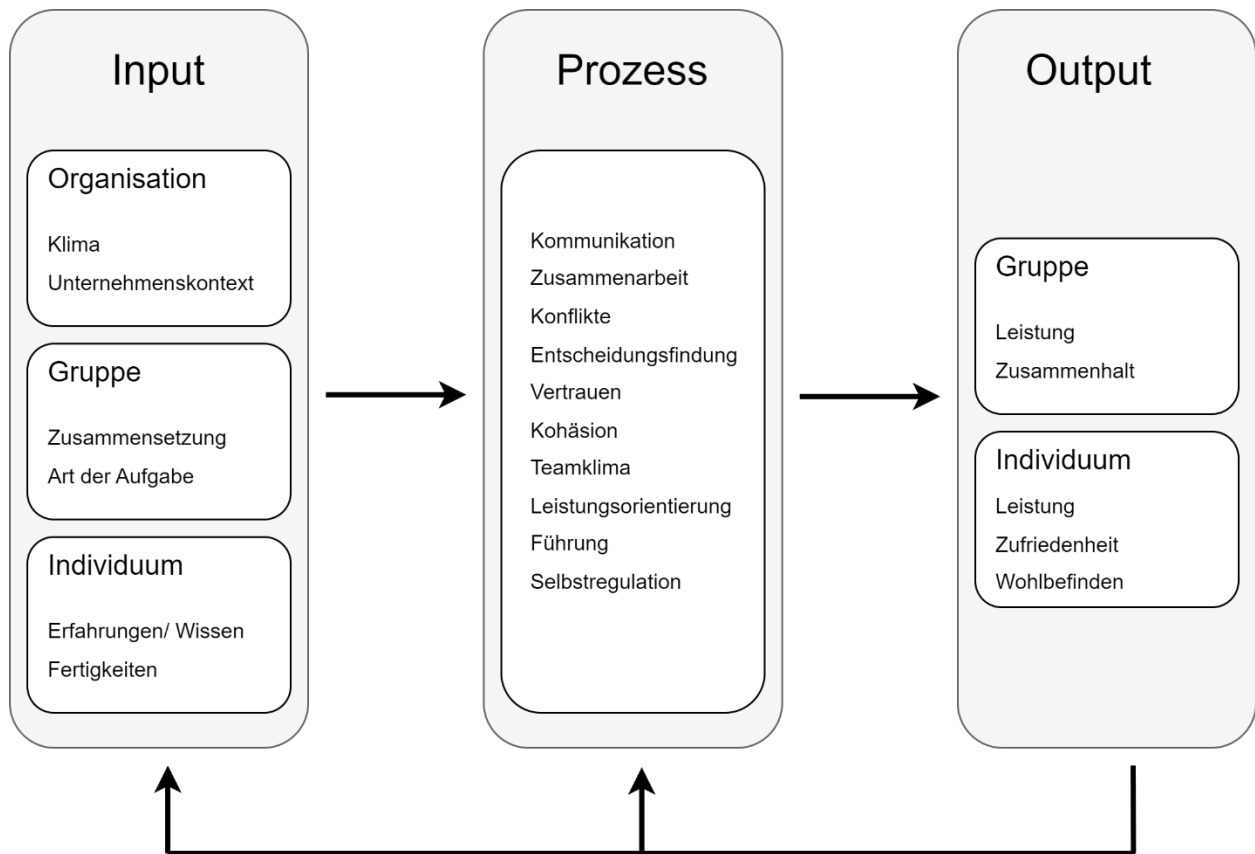 Input
Organisation
Klima
Unternehmenskontext
Gruppe
Zusammensetzung
Art der Aufgabe
Individuum
Erfahrungen/ Wissen
Fertigkeiten
Prozess
Kommunikation
Zusammenarbeit
Konflikte
Entscheidungsfindung
Vertrauen
Kohäsion
Teamklima
Leistungsorientierung
Führung
Selbstregulation
Output
Gruppe
Leistung
Zusammenhalt
Individuum
Leistung
Zufriedenheit
Wohlbefinden